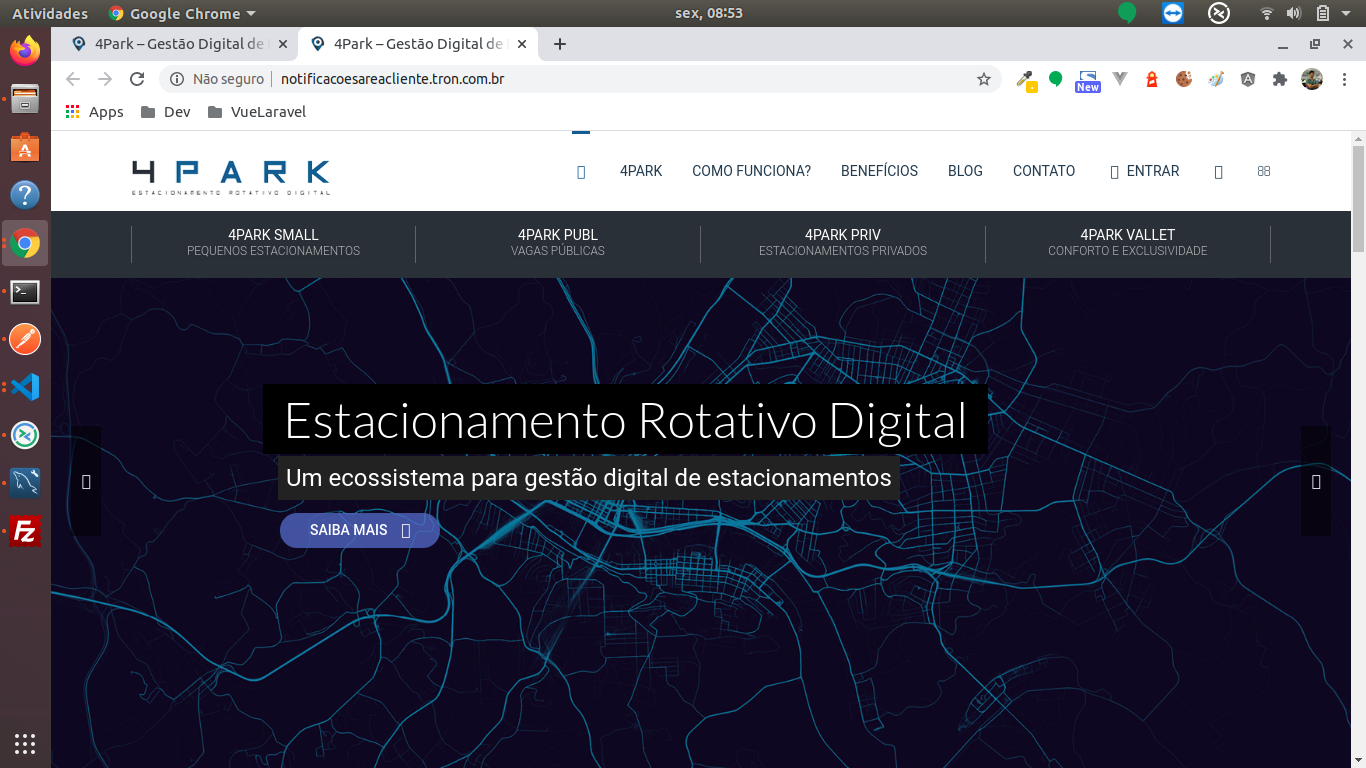 Atividades Google Chrome sex, 08:53
4Park – Gestão Digital de 4Park – Gestão Digital de
Não seguro notificacoesareacliente.tron.com.br New
Apps Dev VueLaravel
4PARK
ESTACIONAMENTO ROTATIVO DIGITAL
4PARK COMO FUNCIONA? BENEFÍCIOS BLOG CONTATO ENTRAR
4PARK SMALL
PEQUENOS ESTACIONAMENTOS
4PARK PUBL
VAGAS PÚBLICAS
4PARK PRIV
ESTACIONAMENTOS PRIVADOS
4PARK VALLET
CONFORTO E EXCLUSIVIDADE
Estacionamento Rotativo Digital
Um ecossistema para gestão digital de estacionamentos
SAIBA MAIS